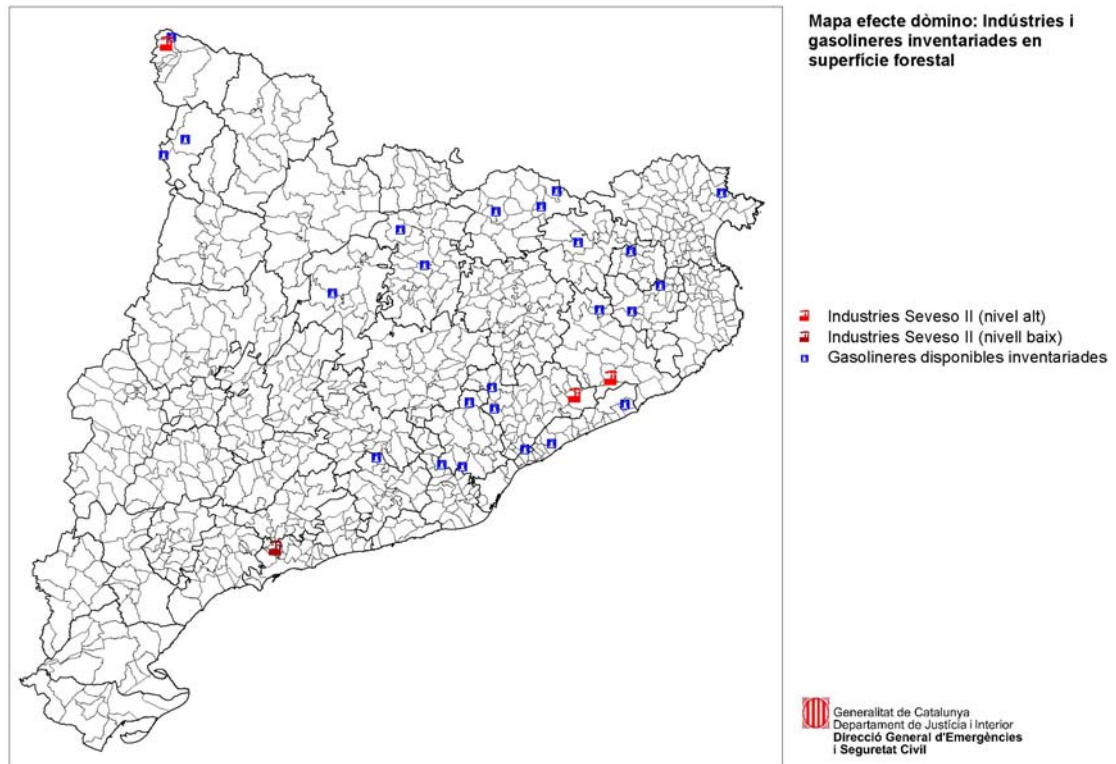 Mapa efecte dòmino: Indústries i
gasolineres inventariades en
superfície forestal
Industries Seveso II (nivel alt)
Industries Seveso II (nivell baix)
Gasolineres disponibles inventariades
Generalitat de Catalunya
Departament de Justícia i Interior
Direcció General d'Emergències
i Seguretat Civil